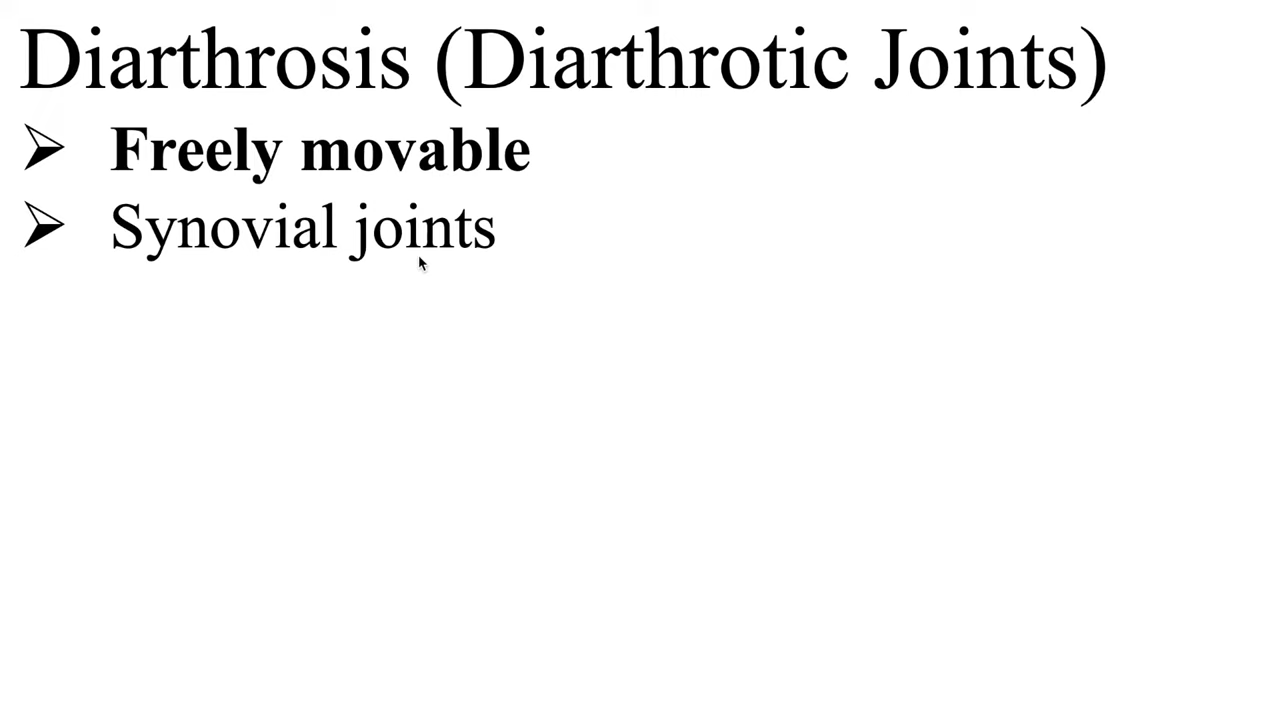 Diarthrosis (Diarthrotic Joints)
➢ Freely movable
➢ Synovial joints